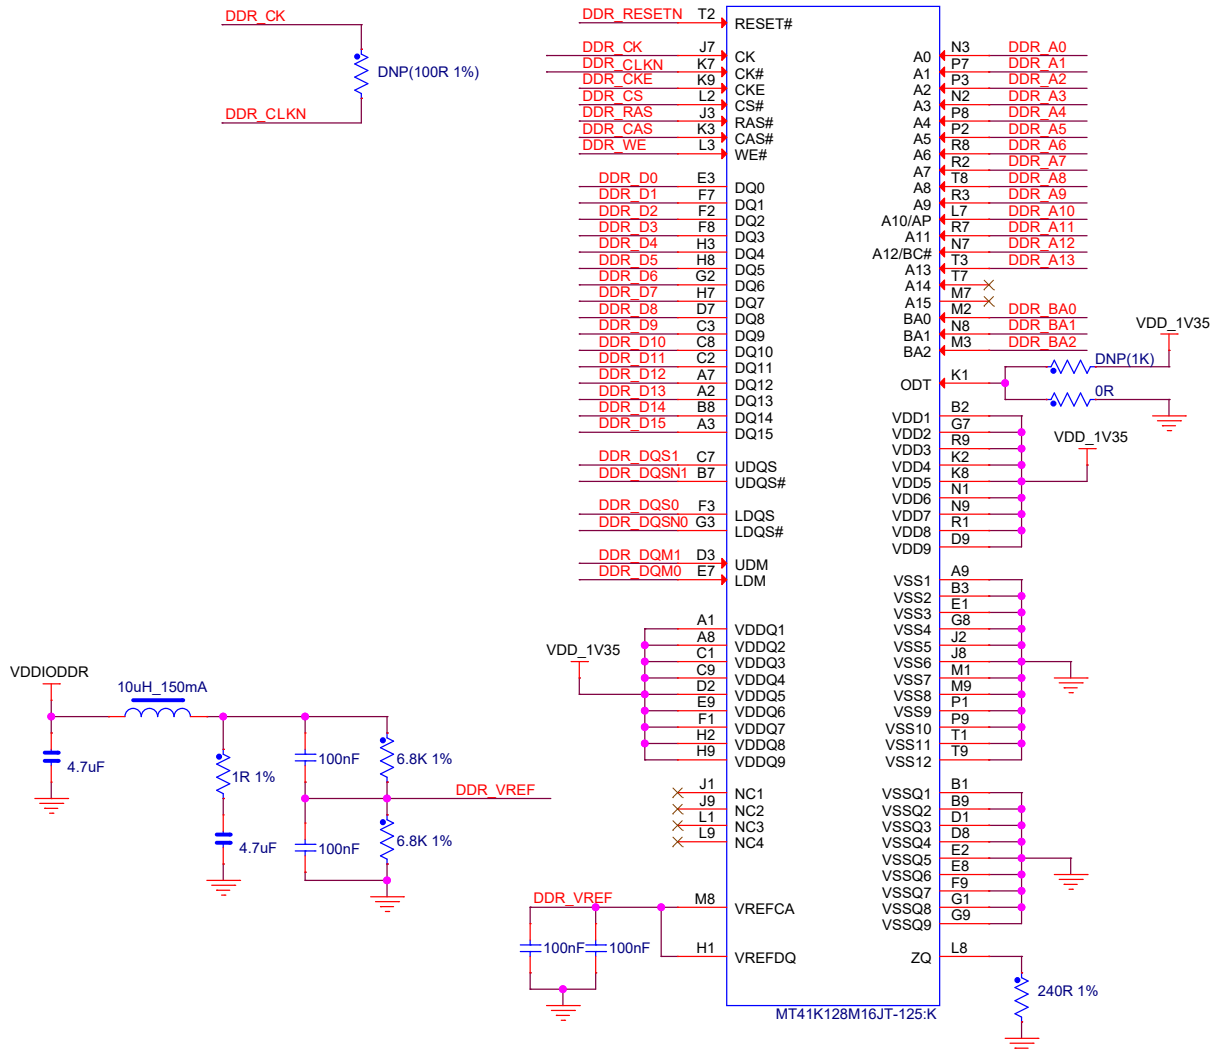 DDR_CK
DNP(100R 1%)
DDR_CLKN
DDR_RESETN T2 RESET#
DDR_CK J7 CK
DDR_CLKN K7 CK#
DDR_CKE K9 CKE
DDR_CS L2 CS#
DDR_RAS J3 RAS#
DDR_CAS K3 CAS#
DDR_WE L3 WE#
DDR_D0 E3 DQ0
DDR_D1 F7 DQ1
DDR_D2 F2 DQ2
DDR_D3 F8 DQ3
DDR_D4 H3 DQ4
DDR_D5 H8 DQ5
DDR_D6 G2 DQ6
DDR_D7 H7 DQ7
DDR_D8 D7 DQ8
DDR_D9 C3 DQ9
DDR_D10 C8 DQ10
DDR_D11 C2 DQ11
DDR_D12 A7 DQ12
DDR_D13 A2 DQ13
DDR_D14 B8 DQ14
DDR_D15 A3 DQ15
DDR_DQS1 C7 UDQS
DDR_DQSN1 B7 UDQS#
DDR_DQS0 F3 LDQS
DDR_DQSN0 G3 LDQS#
DDR_DQM1 D3 UDM
DDR_DQM0 E7 LDM
VDD_1V35
A1 VDDQ1
A8 VDDQ2
C1 VDDQ3
C9 VDDQ4
D2 VDDQ5
E9 VDDQ6
F1 VDDQ7
H2 VDDQ8
H9 VDDQ9
J1 NC1
J9 NC2
L1 NC3
L9 NC4
DDR_VREF M8 VREFCA
100nF 100nF H1 VREFDQ
A0 N3 DDR_A0
A1 P7 DDR_A1
A2 P3 DDR_A2
A3 N2 DDR_A3
A4 P8 DDR_A4
A5 P2 DDR_A5
A6 R8 DDR_A6
A7 R2 DDR_A7
A8 T8 DDR_A8
A9 R3 DDR_A9
A10/AP L7 DDR_A10
A11 R7 DDR_A11
A12/BC# N7 DDR_A12
A13 T3 DDR_A13
A14 T7
A15 M7
BA0 M2 DDR_BA0
BA1 N8 DDR_BA1
BA2 M3 DDR_BA2
VDD_1V35
DNP(1K)
ODT K1
0R
VDD1 B2
VDD2 G7
VDD3 R9
VDD4 K2
VDD5 K8
VDD6 N1
VDD7 N9
VDD8 R1
VDD9 D9
VDD_1V35
VSS1 A9
VSS2 B3
VSS3 E1
VSS4 G8
VSS5 J2
VSS6 J8
VSS7 M1
VSS8 M9
VSS9 P1
VSS10 P9
VSS11 T1
VSS12 T9
VSSQ1 B1
VSSQ2 B9
VSSQ3 D1
VSSQ4 D8
VSSQ5 E2
VSSQ6 E8
VSSQ7 F9
VSSQ8 G1
VSSQ9 G9
ZQ L8
240R 1%
MT41K128M16JT-125:K
VDDIODDR
10uH_150mA
4.7uF
1R 1%
4.7uF
100nF
6.8K 1%
DDR_VREF
100nF
6.8K 1%